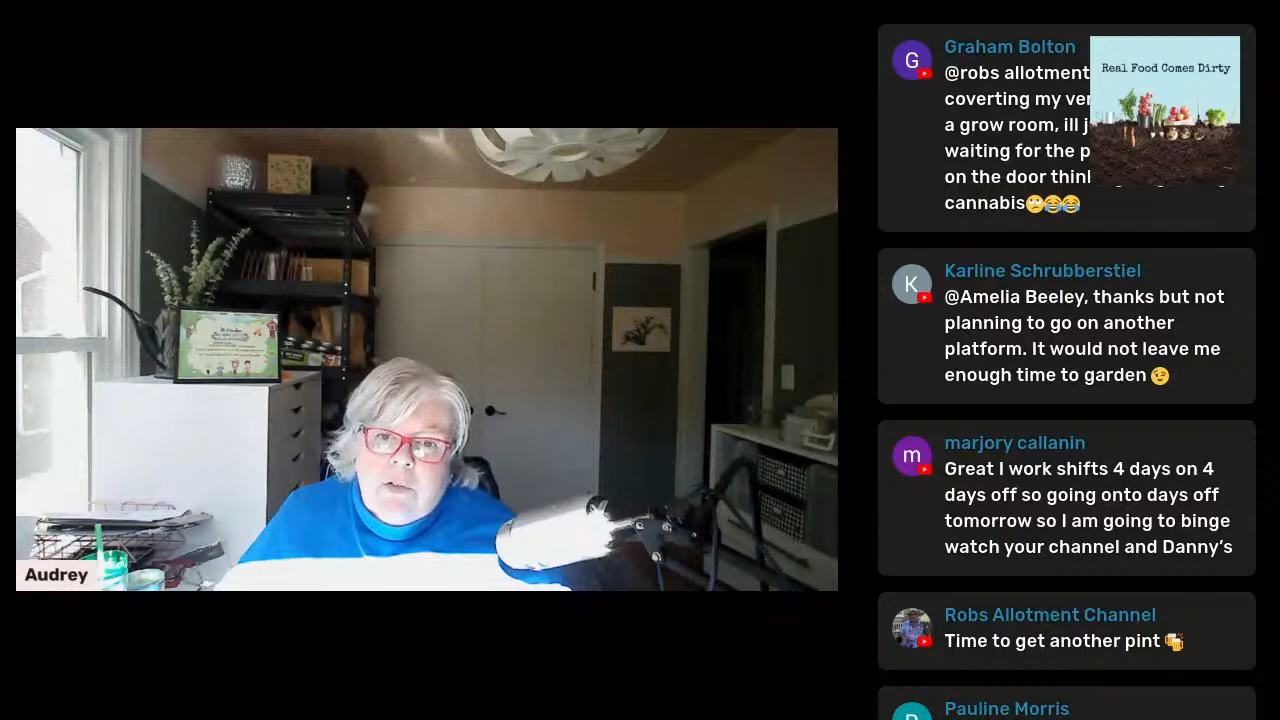 Audrey
Graham Bolton
@robs allotment
coverting my ver
a grow room, ill j
waiting for the p
on the door thinl
cannabis🙄😂😂
Real Food Comes Dirty
Karline Schrubberstiel
@Amelia Beeley, thanks but not
planning to go on another
platform. It would not leave me
enough time to garden 😉
marjory callanin
Great I work shifts 4 days on 4
days off so going onto days off
tomorrow so I am going to binge
watch your channel and Danny’s
Robs Allotment Channel
Time to get another pint 🍻
Pauline Morris